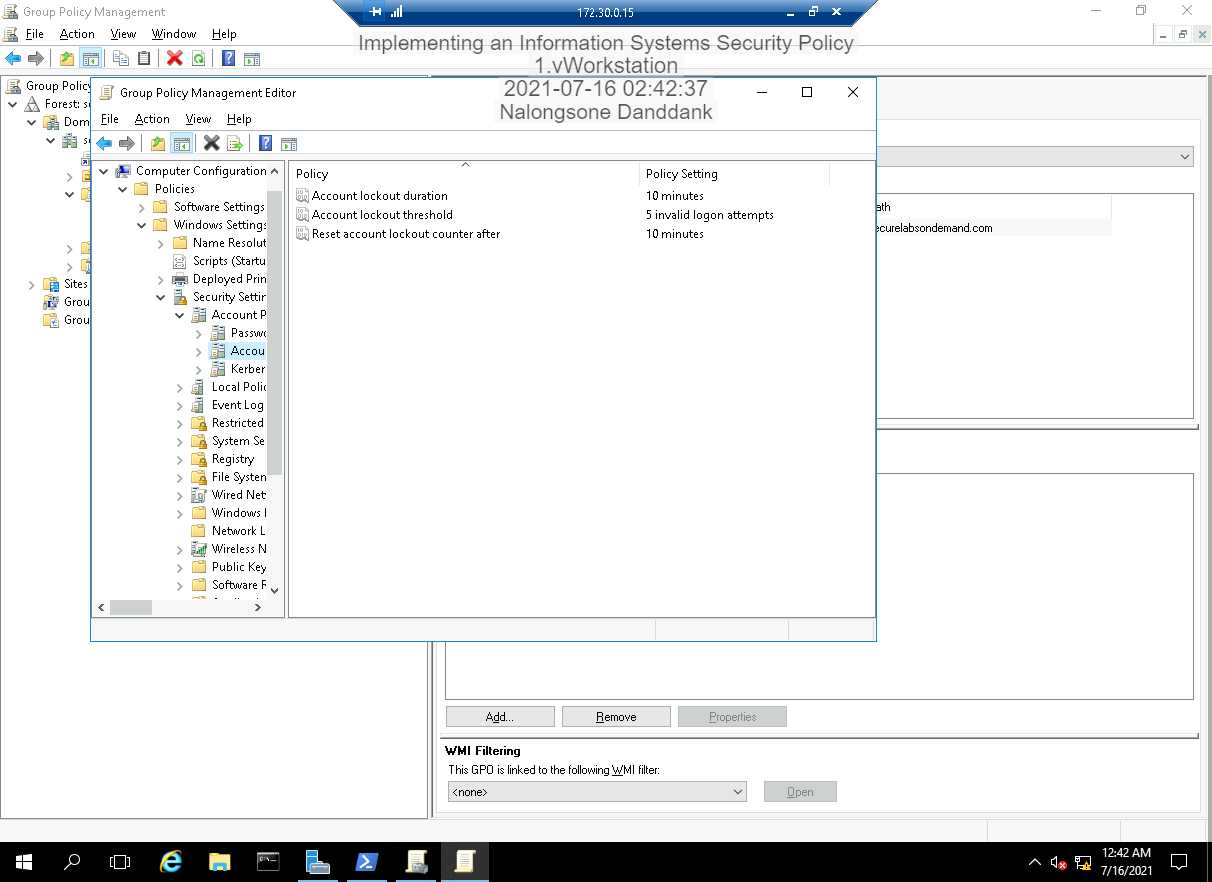 Group Policy Management
172.30.0.15
File Action View Window Help
Implementing an Information Systems Security Policy
1.vWorkstation
2021-07-16 02:42:37
Nalongsone Danddank
Group Policy
Forest: se
Dom
se
Sites
Grou
Grou
Group Policy Management Editor
File Action View Help
Computer Configuration
Policies
Software Settings
Windows Settings
Name Resolut
Scripts (Startu
Deployed Prin
Security Settin
Account P
Passwo
Accou
Kerber
Local Polic
Event Log
Restricted
System Se
Registry
File System
Wired Net
Windows
Network L
Wireless N
Public Key
Software R
Policy Policy Setting
Account lockout duration 10 minutes
Account lockout threshold 5 invalid logon attempts
Reset account lockout counter after 10 minutes
ath
ecurelabsondemand.com
Add... Remove Properties
WMI Filtering
This GPO is linked to the following WMI filter:
<none> Open
12:42 AM
7/16/2021